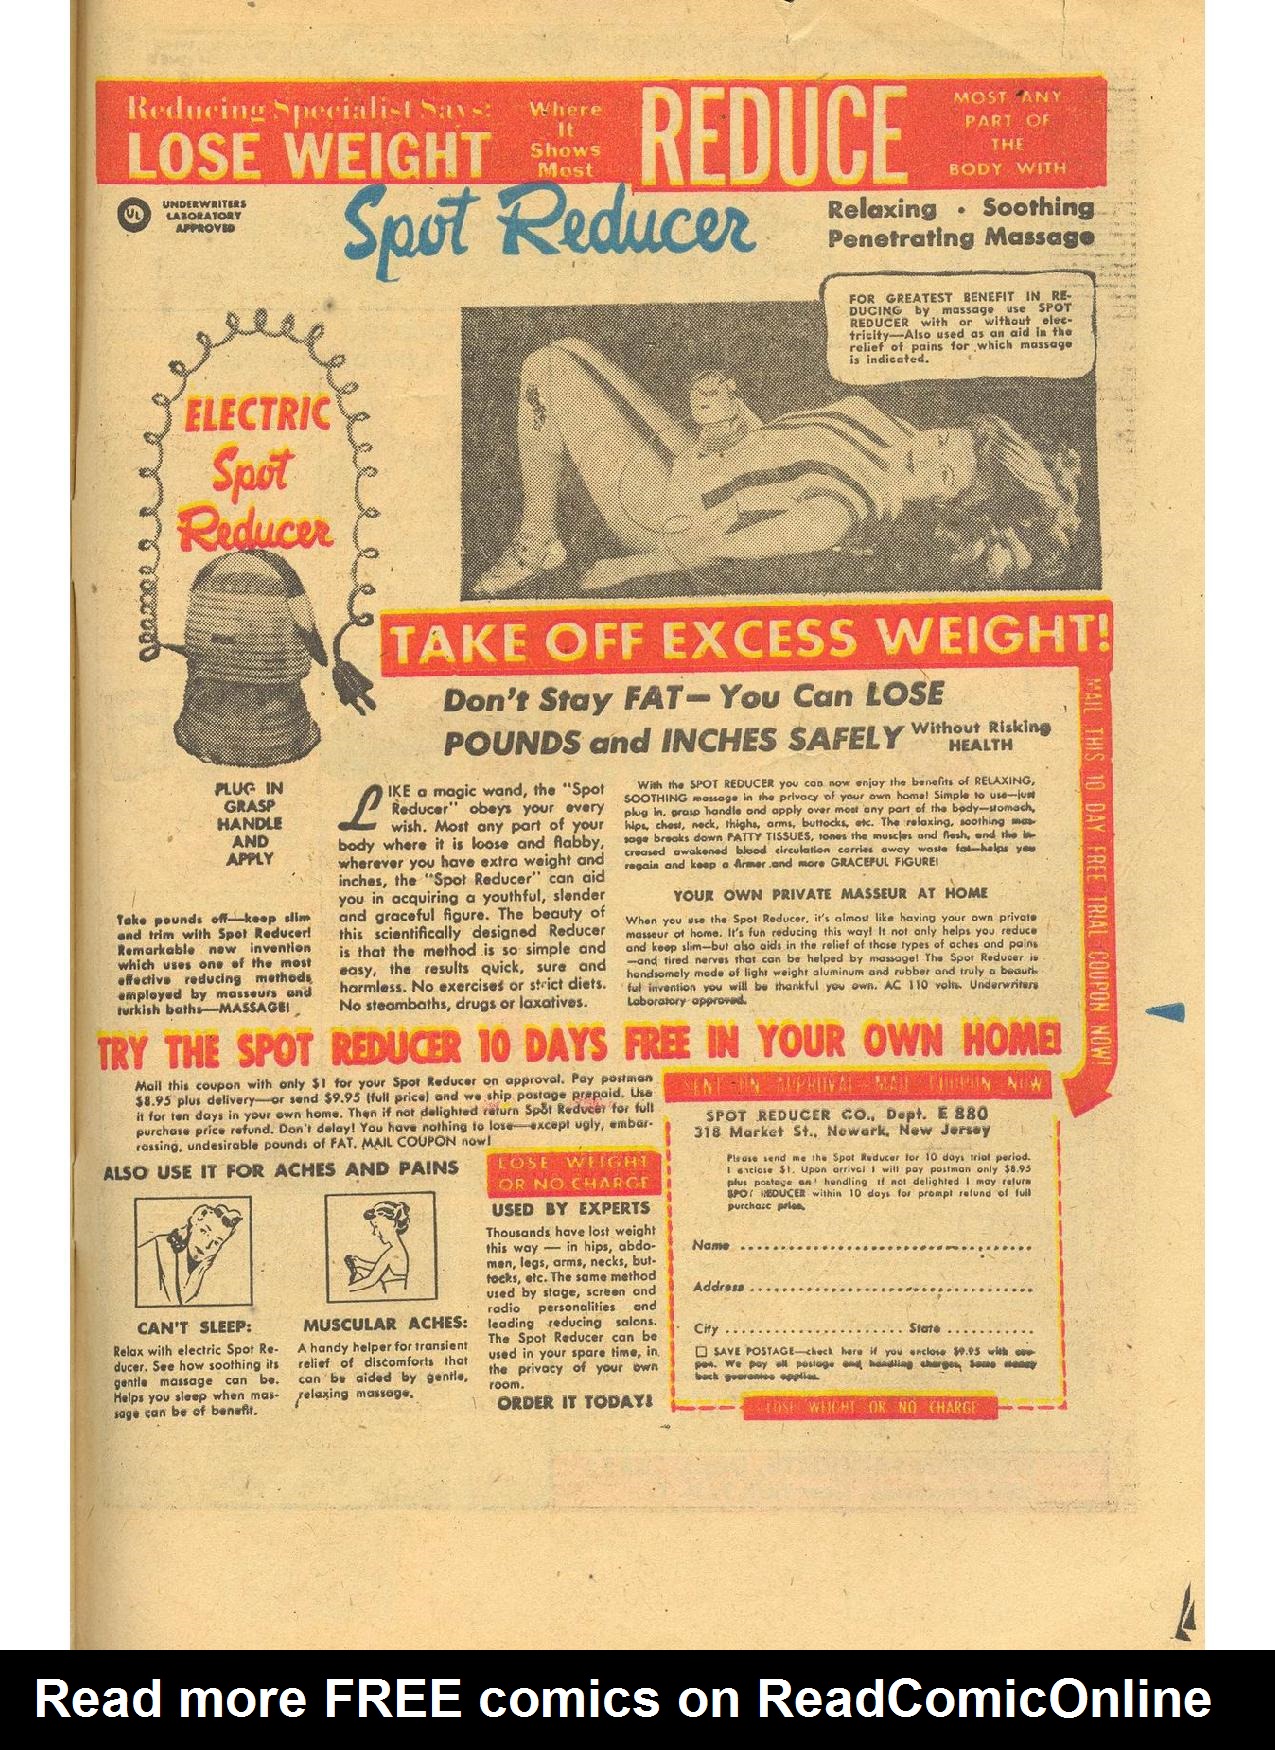 Reducing Specialist Says:
LOSE WEIGHT
Where
It
Shows
Most
REDUCE
MOST ANY
PART OF
THE
BODY WITH
UL
UNDERWRITERS
LABORATORY
APPROVED
Spot Reducer
Relaxing • Soothing
Penetrating Massage
FOR GREATEST BENEFIT IN RE-
DUCING by massage use SPOT
REDUCER with or without elec-
tricity—Also used as an aid in the
relief of pains for which massage
is indicated.
ELECTRIC
Spot
Reducer
TAKE OFF EXCESS WEIGHT!
Don't Stay FAT— You Can LOSE
POUNDS and INCHES SAFELY Without Risking
HEALTH
MAIL THIS 10 DAY FREE TRIAL COUPON NOW!
PLUG IN
GRASP
HANDLE
AND
APPLY
Take pounds off—keep slim
and trim with Spot Reducer!
Remarkable new invention
which uses one of the most
effective reducing methods
employed by masseurs and
turkish baths—MASSAGE!
LIKE a magic wand, the "Spot
Reducer" obeys your every
wish. Most any part of your
body where it is loose and flabby,
wherever you have extra weight and
inches, the "Spot Reducer" can aid
you in acquiring a youthful, slender
and graceful figure. The beauty of
this scientifically designed Reducer
is that the method is so simple and
easy, the results quick, sure and
harmless. No exercises or strict diets.
No steambaths, drugs or laxatives.
With the SPOT REDUCER you can now enjoy the benefits of RELAXING,
SOOTHING massage in the privacy of your own home! Simple to use—just
plug in, grasp handle and apply over most any part of the body—stomach,
hips, chest, neck, thighs, arms, buttocks, etc. The relaxing, soothing mas-
sage breaks down FATTY TISSUES, tones the muscles and flesh, and the in-
creased awakened blood circulation carries away waste fat—helps you
regain and keep a firmer and more GRACEFUL FIGURE!
YOUR OWN PRIVATE MASSEUR AT HOME
When you use the Spot Reducer, it's almost like having your own private
masseur at home. It's fun reducing this way! It not only helps you reduce
and keep slim—but also aids in the relief of those types of aches and pains
—and tired nerves that can be helped by massage! The Spot Reducer is
handsomely made of light weight aluminum and rubber and truly a beauti-
ful invention you will be thankful you own. AC 110 volts. Underwriters
Laboratory approved.
TRY THE SPOT REDUCER 10 DAYS FREE IN YOUR OWN HOME!
Mail this coupon with only $1 for your Spot Reducer on approval. Pay postman
$8.95 plus delivery—or send $9.95 (full price) and we ship postage prepaid. Use
it for ten days in your own home. Then if not delighted return Spot Reducer for full
purchase price refund. Don't delay! You have nothing to lose—except ugly, embar-
rassing, undesirable pounds of FAT. MAIL COUPON now!
ALSO USE IT FOR ACHES AND PAINS
CAN'T SLEEP:
Relax with electric Spot Re-
ducer. See how soothing its
gentle massage can be.
Helps you sleep when mas-
sage can be of benefit.
MUSCULAR ACHES:
A handy helper for transient
relief of discomforts that
can be aided by gentle,
relaxing massage.
LOSE WEIGHT
OR NO CHARGE
USED BY EXPERTS
Thousands have lost weight
this way — in hips, abdo-
men, legs, arms, necks, but-
tocks, etc. The same method
used by stage, screen and
radio personalities and
leading reducing salons.
The Spot Reducer can be
used in your spare time, in
the privacy of your own
room.
ORDER IT TODAY!
SENT ON APPROVAL—MAIL COUPON NOW
SPOT REDUCER CO., Dept. E 880
318 Market St., Newark, New Jersey
Please send me the Spot Reducer for 10 days trial period.
I enclose $1. Upon arrival I will pay postman only $8.95
plus postage and handling. If not delighted I may return
SPOT REDUCER within 10 days for prompt refund of full
purchase price.
Name
Address
City State
SAVE POSTAGE—check here if you enclose $9.95 with cou-
pon. We pay all postage and handling charges. Same money
back guarantee applies.
LOSE WEIGHT OR NO CHARGE
Read more FREE comics on ReadComicOnline